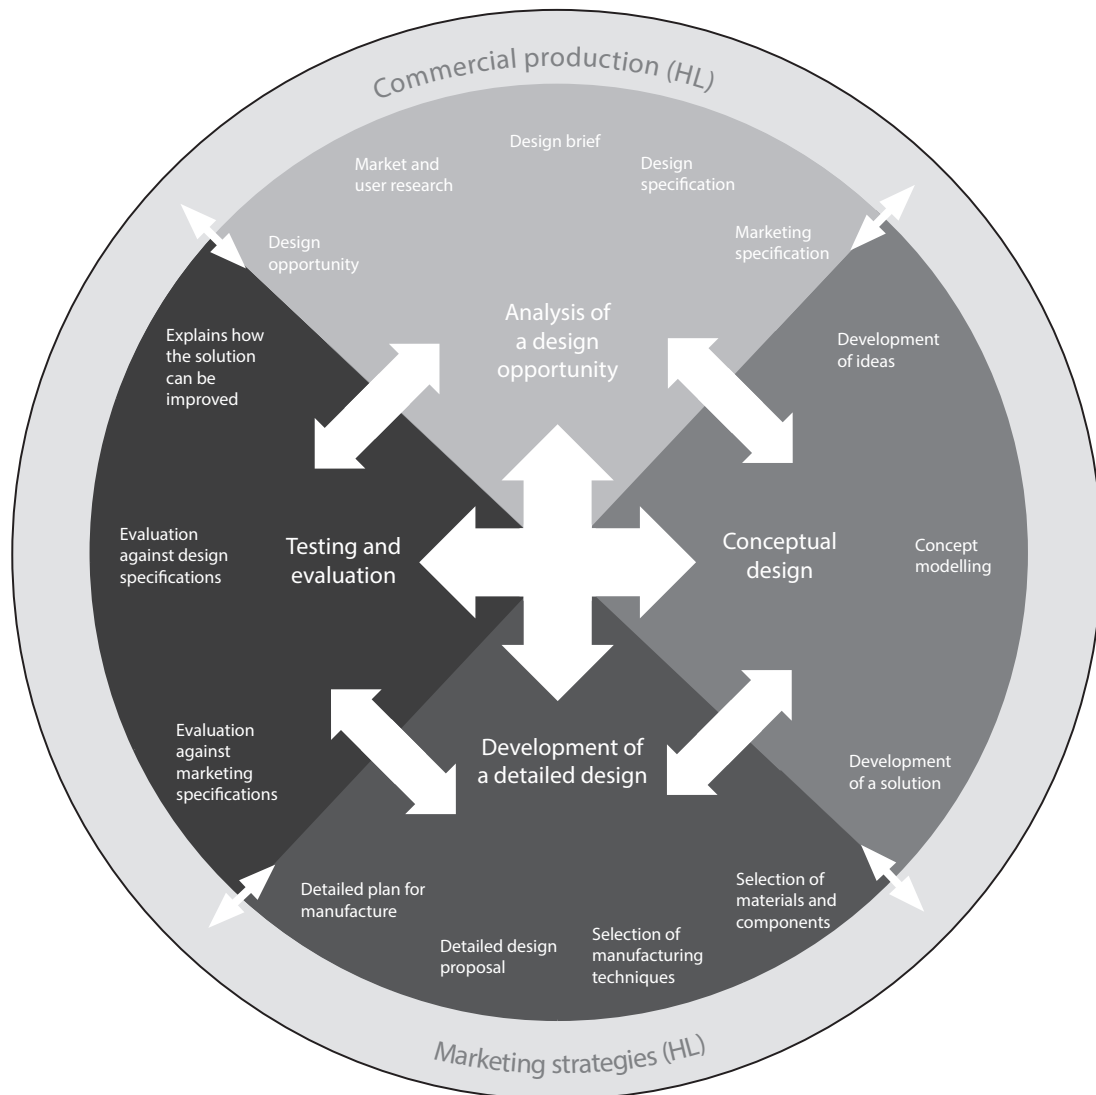 Commercial production (HL)
Design brief
Market and
user research
Design
specification
Design
opportunity
Marketing
specification
Analysis of
a design
opportunity
Explains how
the solution
can be
improved
Development
of ideas
Evaluation
against design
specifications
Testing and
evaluation
Conceptual
design
Concept
modelling
Evaluation
against
marketing
specifications
Development of
a detailed design
Development
of a solution
Detailed plan for
manufacture
Detailed design
proposal
Selection of
manufacturing
techniques
Selection of
materials and
components
Marketing strategies (HL)